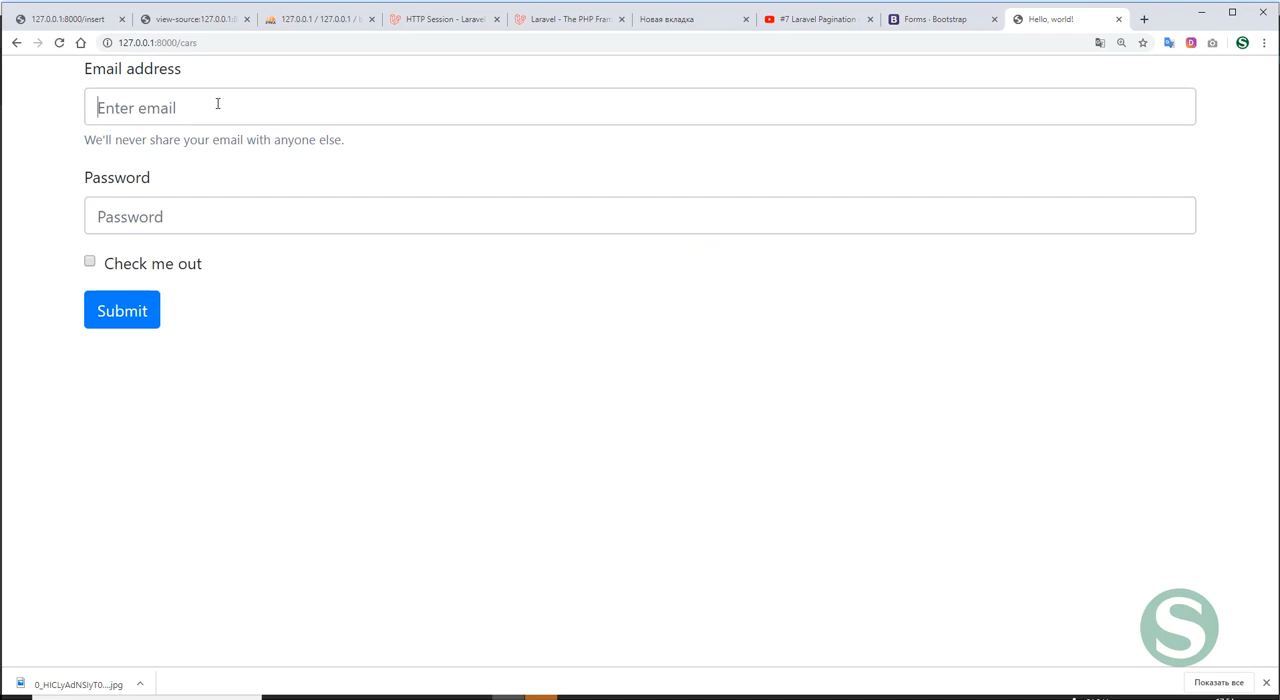 127.0.0.1:8000/insert
view-source:127.0.0.1:8
127.0.0.1 / 127.0.0.1 / b
HTTP Session - Laravel
Laravel - The PHP Fram
Новая вкладка
#7 Laravel Pagination
Forms · Bootstrap
Hello, world!
127.0.0.1:8000/cars
Email address
Enter email
We'll never share your email with anyone else.
Password
Password
Check me out
Submit
S
0_HICLyAdNSIyT0....jpg
Показать все